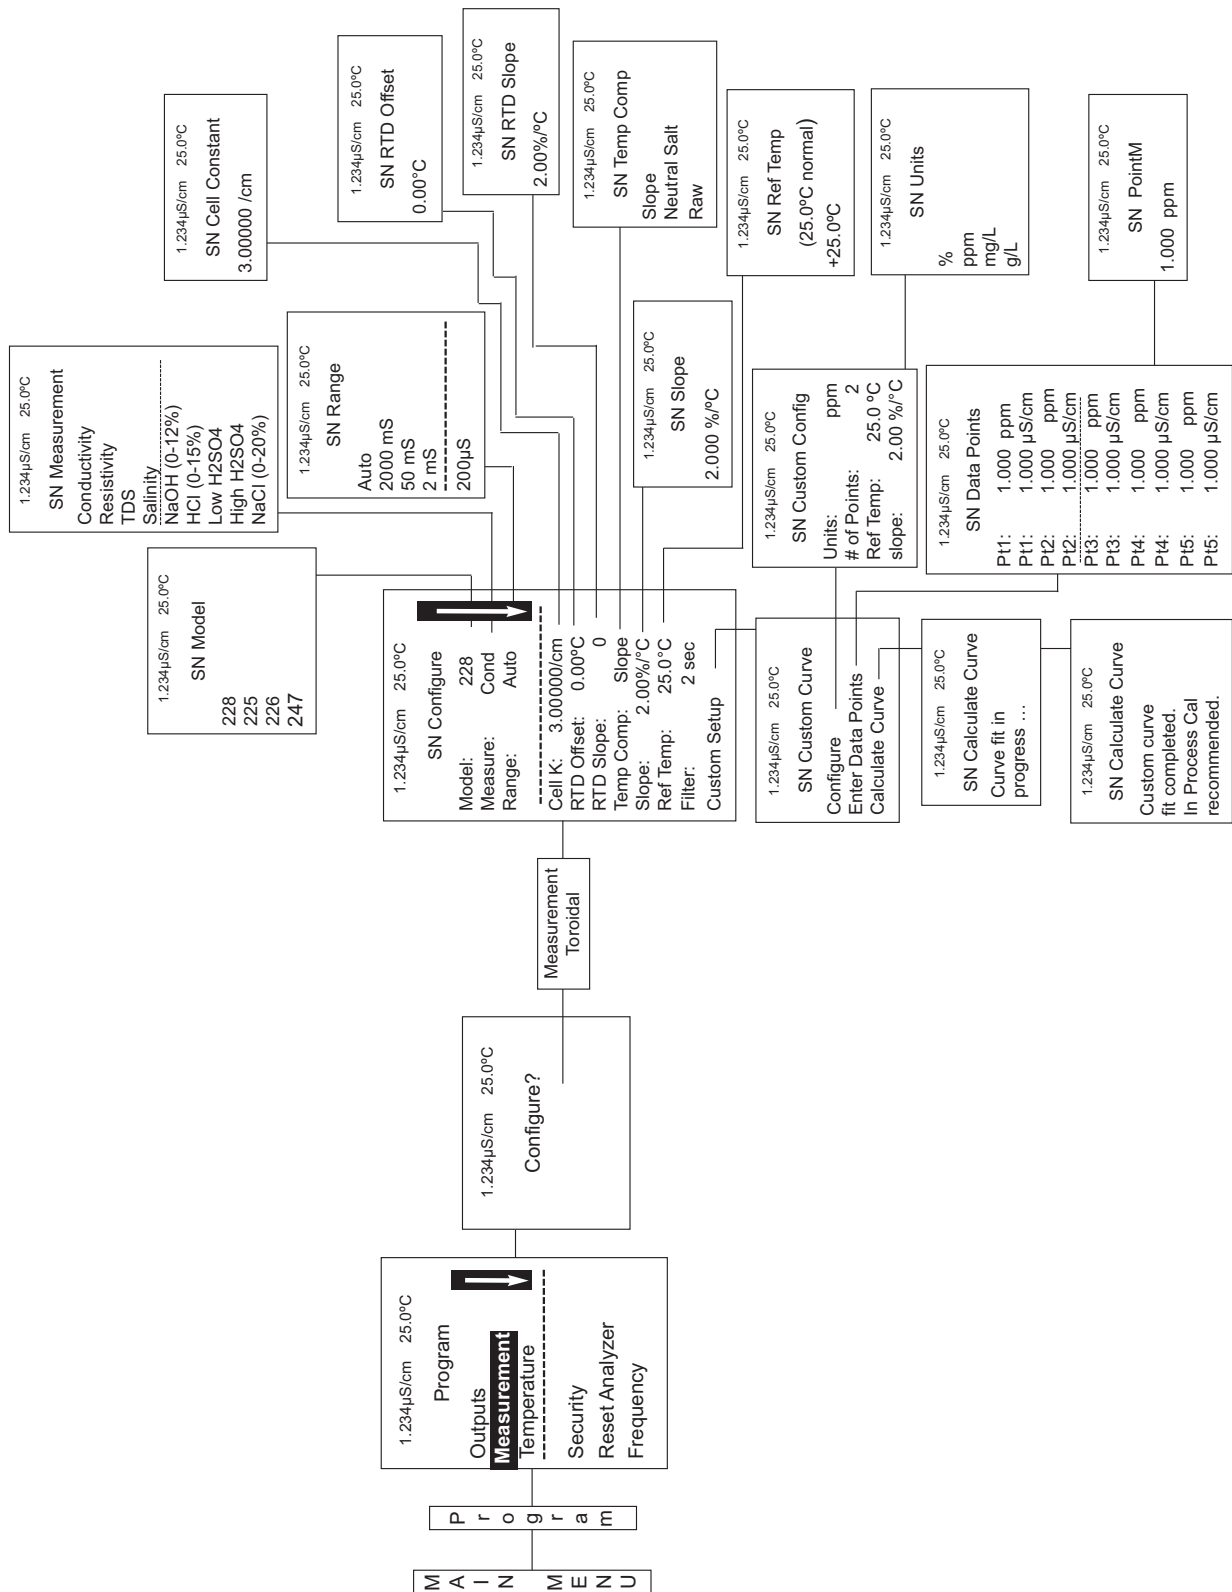 MAIN MENU
Program
1.234µS/cm 25.0ºC
Program
Outputs
Measurement
Temperature
Security
Reset Analyzer
Frequency
1.234µS/cm 25.0ºC
Configure?
Measurement
Toroidal
1.234µS/cm 25.0ºC
SN Configure
Model: 228
Measure: Cond
Range: Auto
Cell K: 3.00000/cm
RTD Offset: 0.00ºC
RTD Slope: 0
Temp Comp: Slope
Slope: 2.00%/°C
Ref Temp: 25.0°C
Filter: 2 sec
Custom Setup
1.234µS/cm 25.0ºC
SN Model
228
225
226
247
1.234µS/cm 25.0ºC
SN Measurement
Conductivity
Resistivity
TDS
Salinity
NaOH (0-12%)
HCl (0-15%)
Low H2SO4
High H2SO4
NaCl (0-20%)
1.234µS/cm 25.0ºC
SN Range
Auto
2000 mS
50 mS
2 mS
200µS
1.234µS/cm 25.0ºC
SN Cell Constant
3.00000 /cm
1.234µS/cm 25.0ºC
SN RTD Offset
0.00°C
1.234µS/cm 25.0ºC
SN RTD Slope
2.00%/ºC
1.234µS/cm 25.0ºC
SN Temp Comp
Slope
Neutral Salt
Raw
1.234µS/cm 25.0ºC
SN Slope
2.000 %/ºC
1.234µS/cm 25.0ºC
SN Ref Temp
(25.0ºC normal)
+25.0ºC
1.234µS/cm 25.0ºC
SN Custom Curve
Configure
Enter Data Points
Calculate Curve
1.234µS/cm 25.0ºC
SN Custom Config
Units: ppm
# of Points: 2
Ref Temp: 25.0 °C
slope: 2.00 %/°C
1.234µS/cm 25.0ºC
SN Units
%
ppm
mg/L
g/L
1.234µS/cm 25.0ºC
SN Data Points
Pt1: 1.000 ppm
Pt1: 1.000 µS/cm
Pt2: 1.000 ppm
Pt2: 1.000 µS/cm
Pt3: 1.000 ppm
Pt3: 1.000 µS/cm
Pt4: 1.000 ppm
Pt4: 1.000 µS/cm
Pt5: 1.000 ppm
Pt5: 1.000 µS/cm
1.234µS/cm 25.0ºC
SN PointM
1.000 ppm
1.234µS/cm 25.0ºC
SN Calculate Curve
Curve fit in
progress ...
1.234µS/cm 25.0ºC
SN Calculate Curve
Custom curve
fit completed.
In Process Cal
recommended.